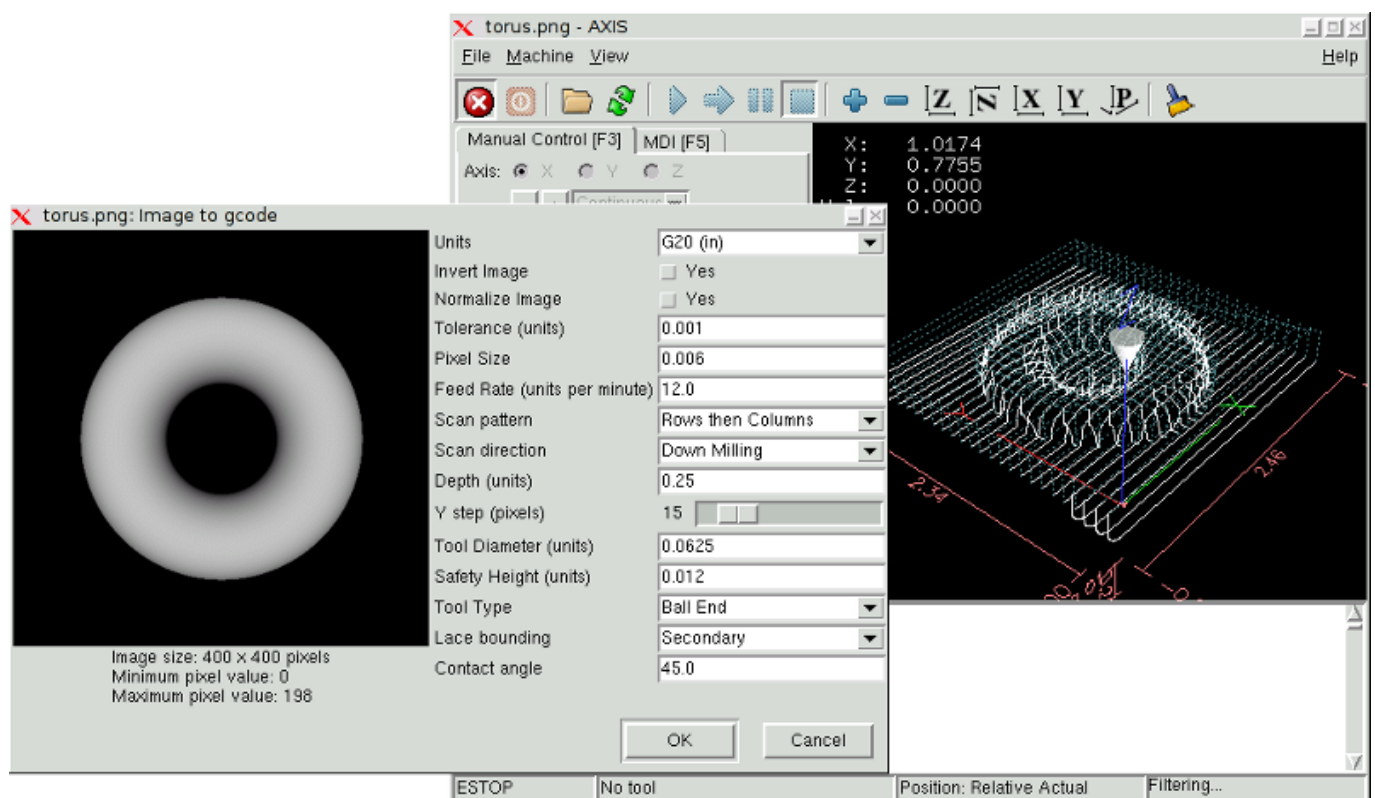 torus.png - AXIS
File Machine View Help
Z N X Y P
Manual Control [F3] MDI [F5]
Axis: X Y Z
Continuous
X: 1.0174
Y: 0.7755
Z: 0.0000
0.0000
2.34
2.46
torus.png: Image to gcode
Units G20 (in)
Invert Image Yes
Normalize Image Yes
Tolerance (units) 0.001
Pixel Size 0.006
Feed Rate (units per minute) 12.0
Scan pattern Rows then Columns
Scan direction Down Milling
Depth (units) 0.25
Y step (pixels) 15
Tool Diameter (units) 0.0625
Safety Height (units) 0.012
Tool Type Ball End
Lace bounding Secondary
Contact angle 45.0
Image size: 400 x 400 pixels
Minimum pixel value: 0
Maximum pixel value: 198
OK Cancel
ESTOP No tool Position: Relative Actual Filtering...